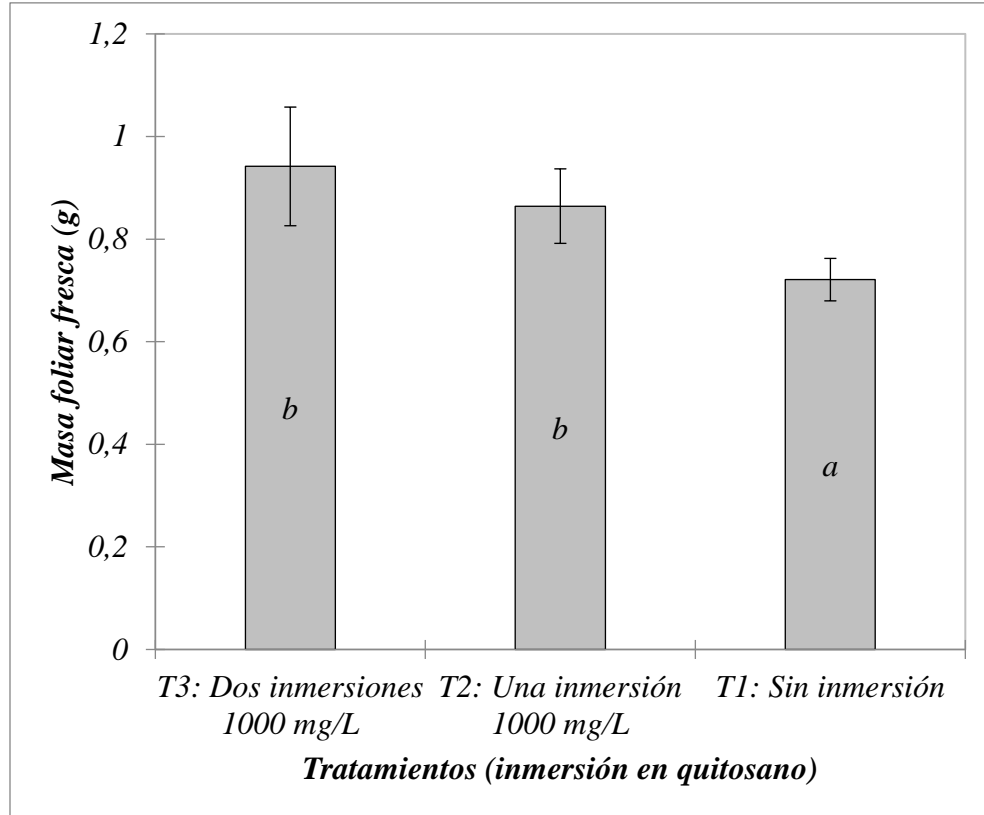 1,2
1
0,8
0,6
0,4
0,2
0
Masa foliar fresca (g)
b
b
a
T3: Dos inmersiones
1000 mg/L
T2: Una inmersión
1000 mg/L
T1: Sin inmersión
Tratamientos (inmersión en quitosano)